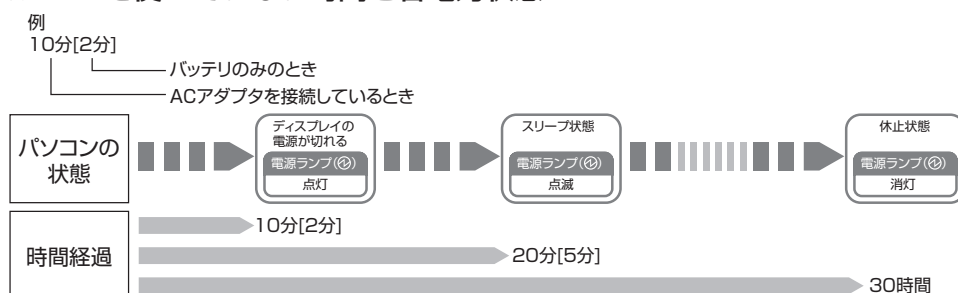 例
10分[2分]
バッテリのみのとき
ACアダプタを接続しているとき
パソコンの
状態
ディスプレイの
電源が切れる
電源ランプ()
点灯
スリープ状態
電源ランプ()
点滅
休止状態
電源ランプ()
消灯
時間経過
10分[2分]
20分[5分]
30時間